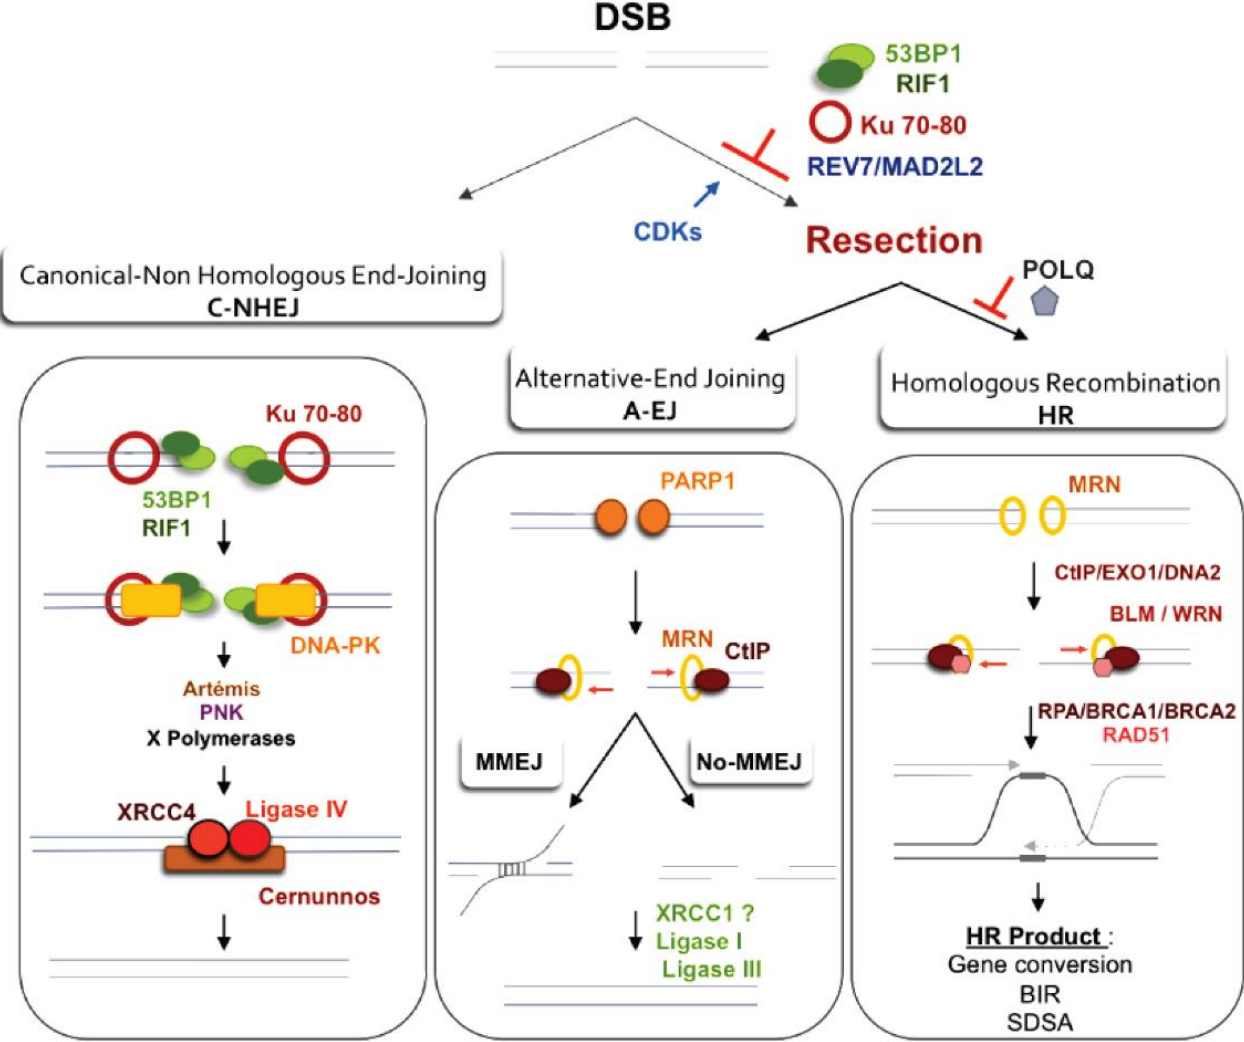 DSB
53BP1
RIF1
Ku 70-80
REV7/MAD2L2
CDKs
Resection
POLQ
Canonical-Non Homologous End-Joining
C-NHEJ
Alternative-End Joining
A-EJ
Homologous Recombination
HR
Ku 70-80
53BP1
RIF1
DNA-PK
Artémis
PNK
X Polymerases
XRCC4
Ligase IV
Cernunnos
PARP1
MRN
CtIP
MMEJ
No-MMEJ
XRCC1 ?
Ligase I
Ligase III
MRN
CtIP/EXO1/DNA2
BLM / WRN
RPA/BRCA1/BRCA2
RAD51
HR Product :
Gene conversion
BIR
SDSA